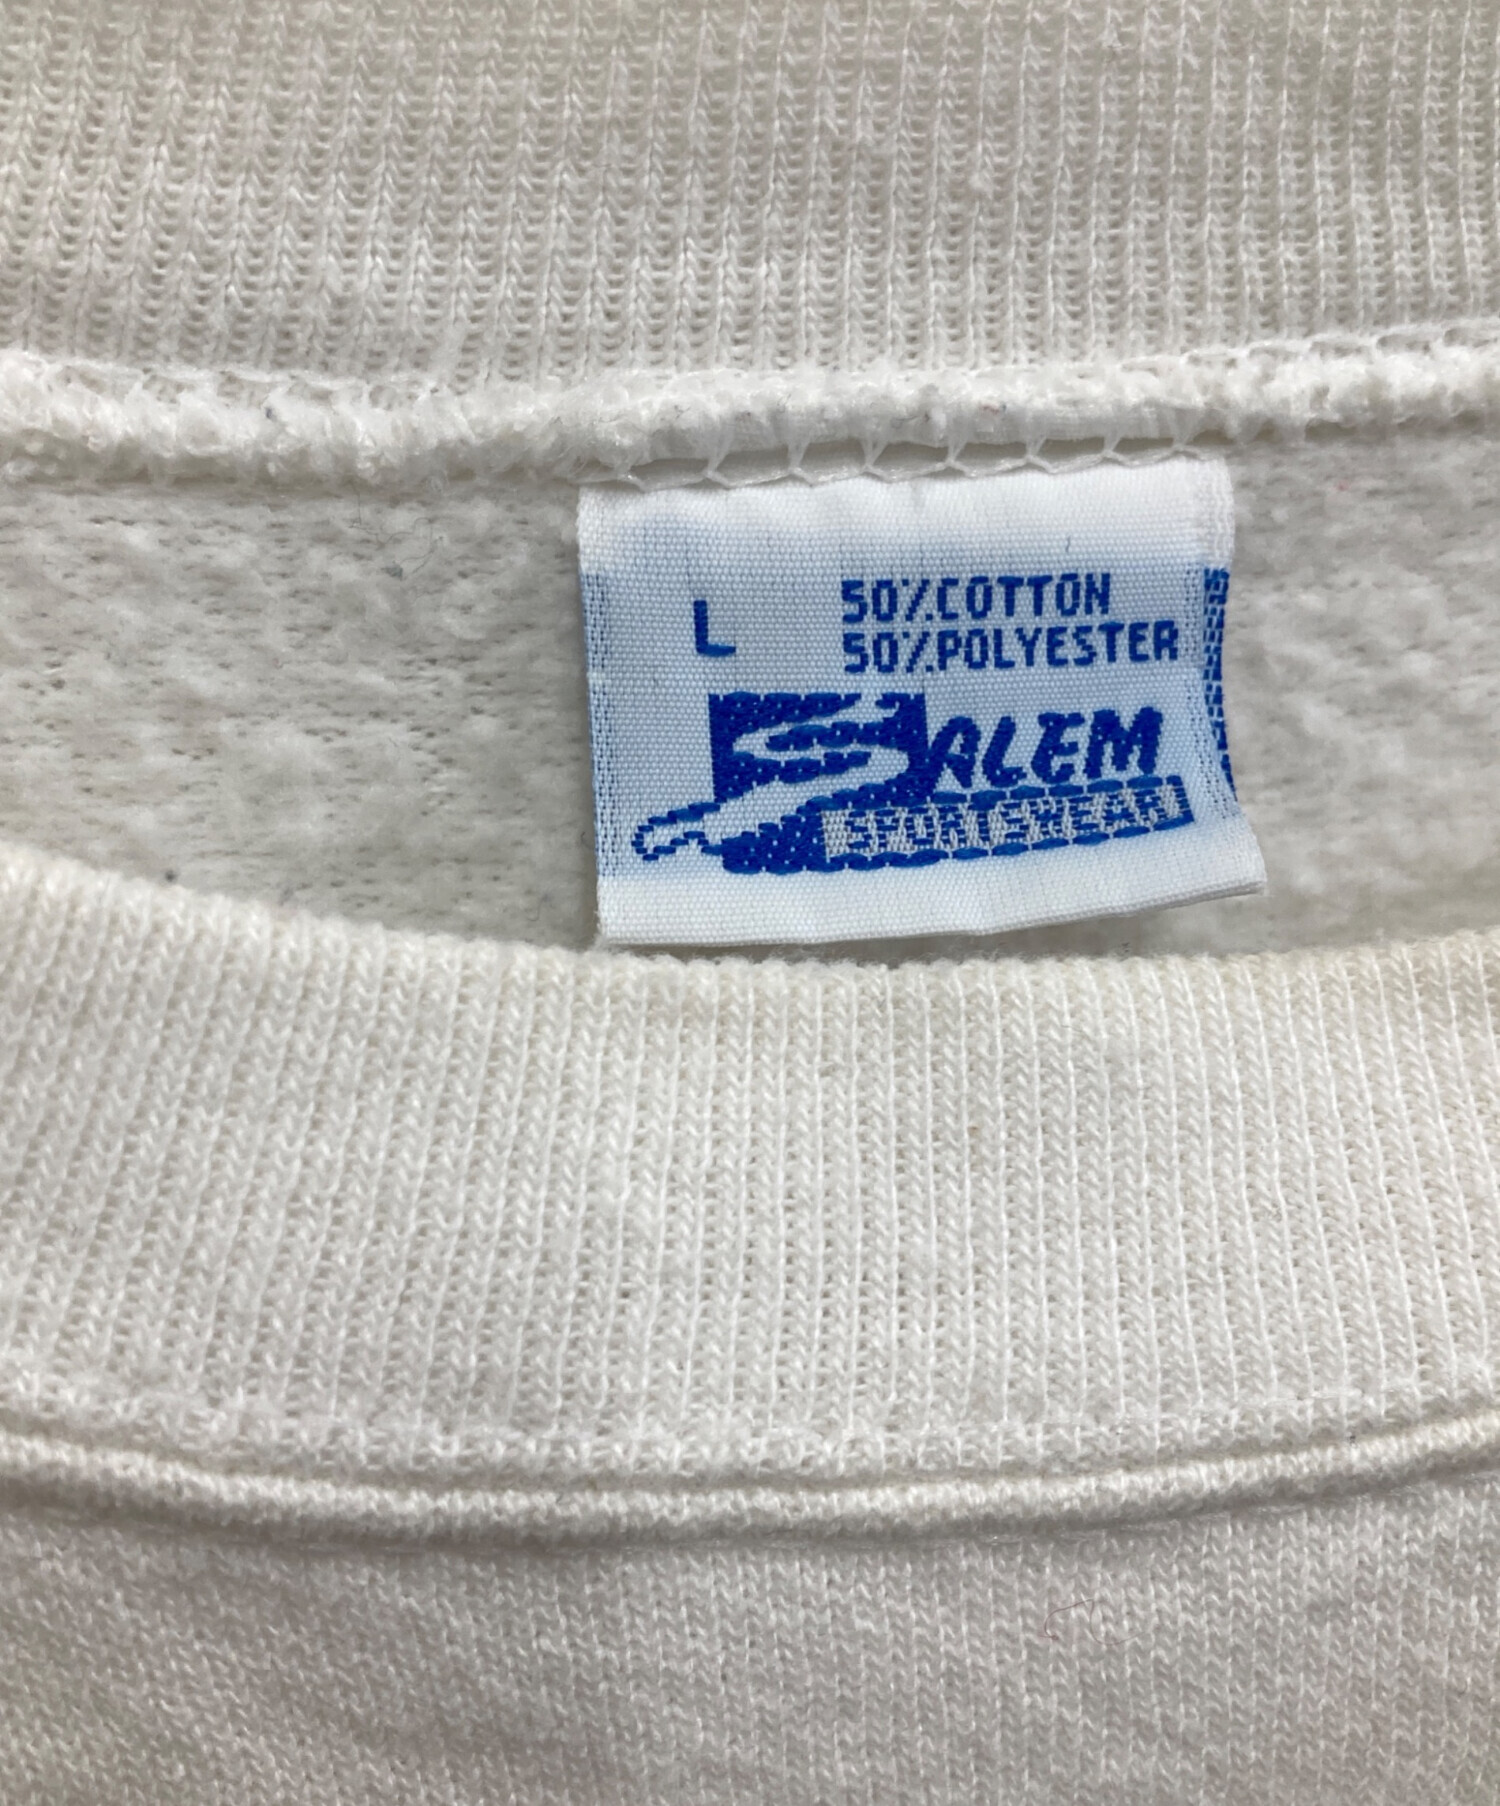 L
50% COTTON
50% POLYESTER
SALEM
SPORTSWEAR